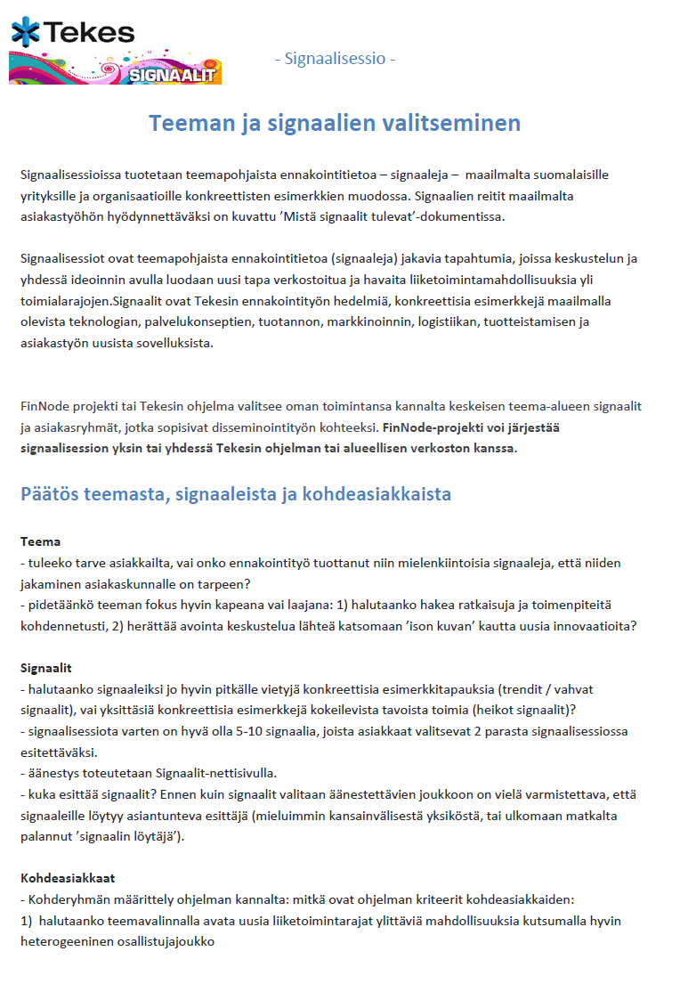 Tekes
SIGNAALIT
- Signaalisessio -
Teeman ja signaalien valitseminen
Signaalisessioissa tuotetaan teemapohjaista ennakointitietoa – signaaleja – maailmalta suomalaisille
yrityksille ja organisaatioille konkreettisten esimerkkien muodossa. Signaalien reitit maailmalta
asiakastyöhön hyödynnettäväksi on kuvattu ’Mistä signaalit tulevat’-dokumentissa.
Signaalisessiot ovat teemapohjaista ennakointitietoa (signaaleja) jakavia tapahtumia, joissa keskustelun ja
yhdessä ideoinnin avulla luodaan uusi tapa verkostoitua ja havaita liiketoimintamahdollisuuksia yli
toimialarajojen.Signaalit ovat Tekesin ennakointityön hedelmiä, konkreettisia esimerkkejä maailmalla
olevista teknologian, palvelukonseptien, tuotannon, markkinoinnin, logistiikan, tuotteistamisen ja
asiakastyön uusista sovelluksista.
FinNode projekti tai Tekesin ohjelma valitsee oman toimintansa kannalta keskeisen teema-alueen signaalit
ja asiakasryhmät, jotka sopisivat disseminointityön kohteeksi. FinNode-projekti voi järjestää
signaalisession yksin tai yhdessä Tekesin ohjelman tai alueellisen verkoston kanssa.
Päätös teemasta, signaaleista ja kohdeasiakkaista
Teema
- tuleeko tarve asiakkailta, vai onko ennakointityö tuottanut niin mielenkiintoisia signaaleja, että niiden
jakaminen asiakaskunnalle on tarpeen?
- pidetäänkö teeman fokus hyvin kapeana vai laajana: 1) halutaanko hakea ratkaisuja ja toimenpiteitä
kohdennetusti, 2) herättää avointa keskustelua lähteä katsomaan ’ison kuvan’ kautta uusia innovaatioita?
Signaalit
- halutaanko signaaleiksi jo hyvin pitkälle vietyjä konkreettisia esimerkkitapauksia (trendit / vahvat
signaalit), vai yksittäsiä konkreettisia esimerkkejä kokeilevista tavoista toimia (heikot signaalit)?
- signaalisessiota varten on hyvä olla 5-10 signaalia, joista asiakkaat valitsevat 2 parasta signaalisessiossa
esitettäväksi.
- äänestys toteutetaan Signaalit-nettisivulla.
- kuka esittää signaalit? Ennen kuin signaalit valitaan äänestettävien joukkoon on vielä varmistettava, että
signaaleille löytyy asiantunteva esittäjä (mieluimmin kansainvälisestä yksiköstä, tai ulkomaan matkalta
palannut ’signaalin löytäjä’).
Kohdeasiakkaat
- Kohderyhmän määrittely ohjelman kannalta: mitkä ovat ohjelman kriteerit kohdeasiakkaiden:
1) halutaanko teemavalinnalla avata uusia liiketoimintarajat ylittäviä mahdollisuuksia kutsumalla hyvin
heterogeeninen osallistujajoukko